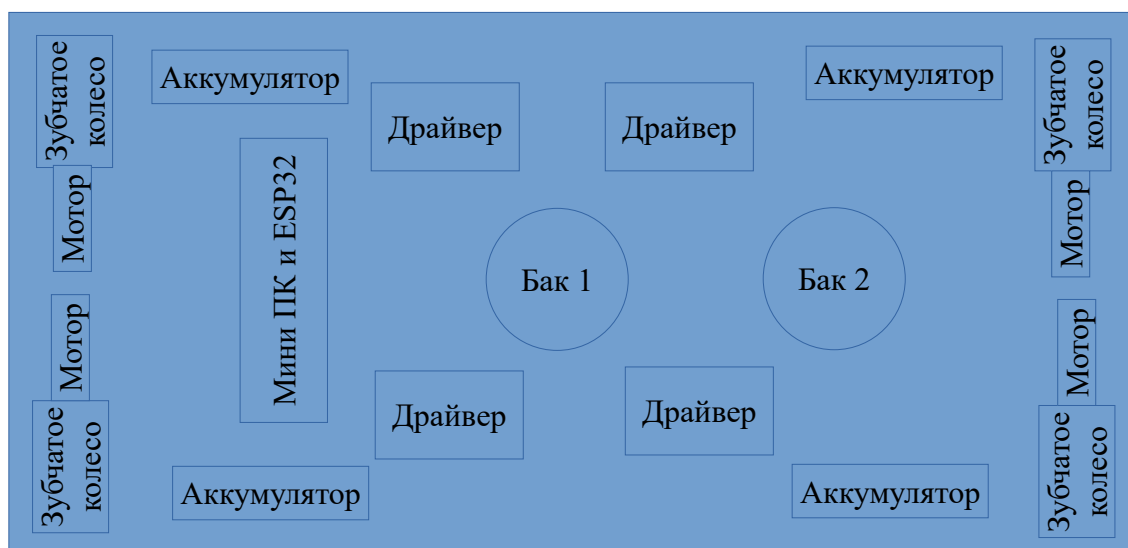 Зубчатое
колесо
Аккумулятор
Аккумулятор
Зубчатое
колесо
Драйвер
Драйвер
Мотор
Мини ПК и ESP32
Мотор
Бак 1
Бак 2
Мотор
Мотор
Драйвер
Драйвер
Зубчатое
колесо
Аккумулятор
Аккумулятор
Зубчатое
колесо